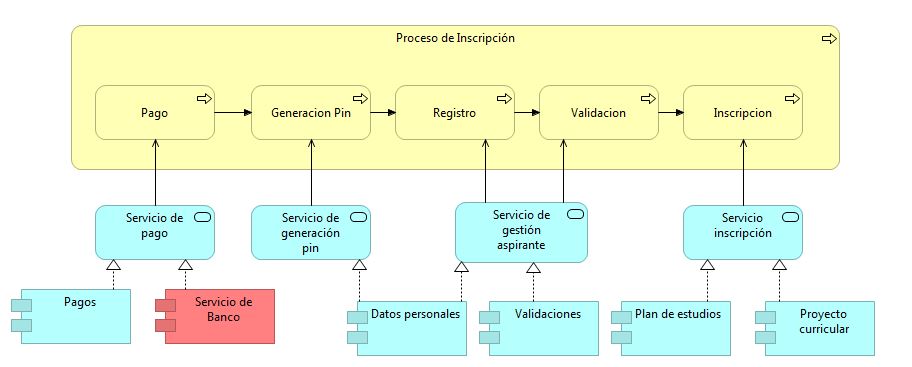 Proceso de Inscripción
Pago
Generacion Pin
Registro
Validacion
Inscripcion
Servicio de
pago
Servicio de
generación
pin
Servicio de
gestión
aspirante
Servicio
inscripción
Pagos
Servicio de
Banco
Datos personales
Validaciones
Plan de estudios
Proyecto
curricular